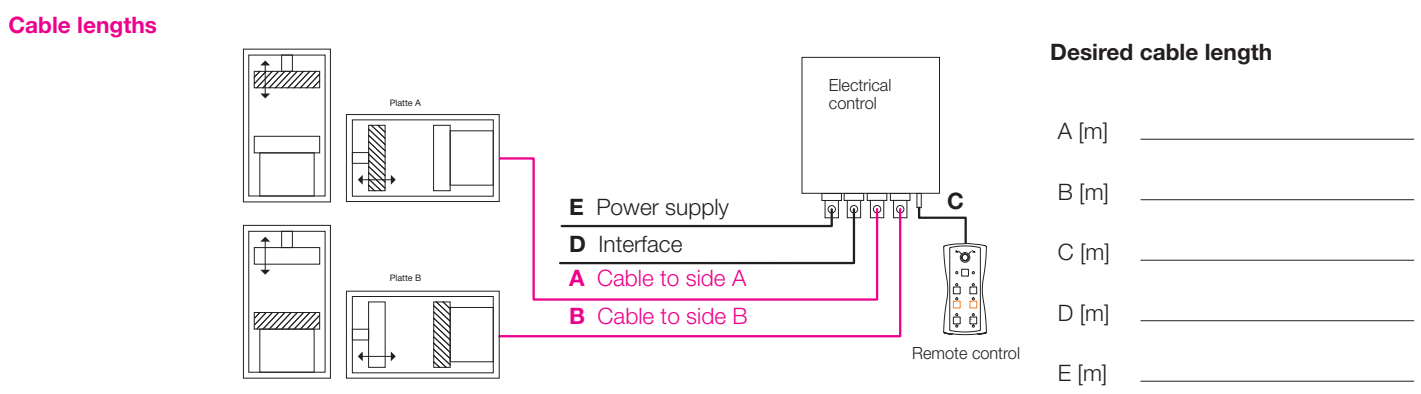 Cable lengths
Platte A
Platte B
Electrical
control
E Power supply
D Interface
A Cable to side A
B Cable to side B
C
Remote control
Desired cable length
A [m]
B [m]
C [m]
D [m]
E [m]